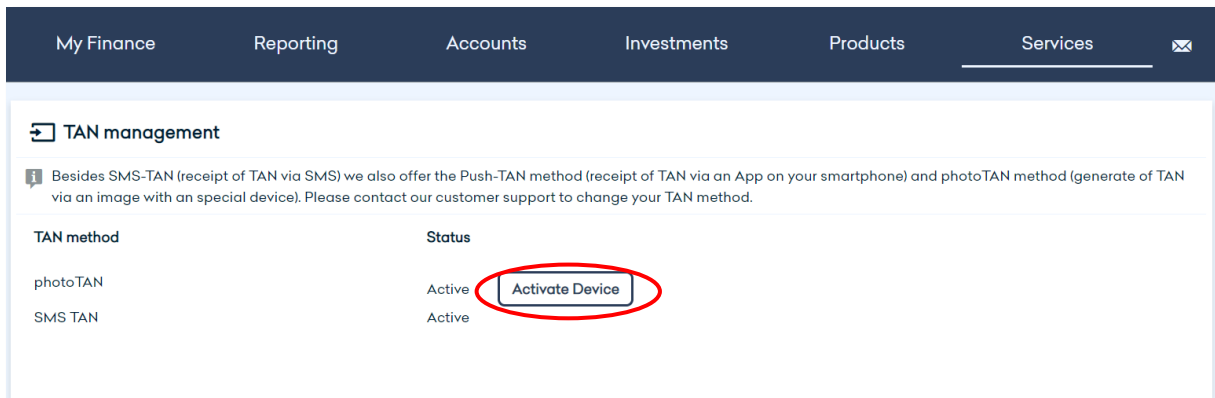 My Finance Reporting Accounts Investments Products Services
TAN management
Besides SMS-TAN (receipt of TAN via SMS) we also offer the Push-TAN method (receipt of TAN via an App on your smartphone) and photoTAN method (generate of TAN
via an image with an special device). Please contact our customer support to change your TAN method.
TAN method Status
photoTAN Active Activate Device
SMS TAN Active